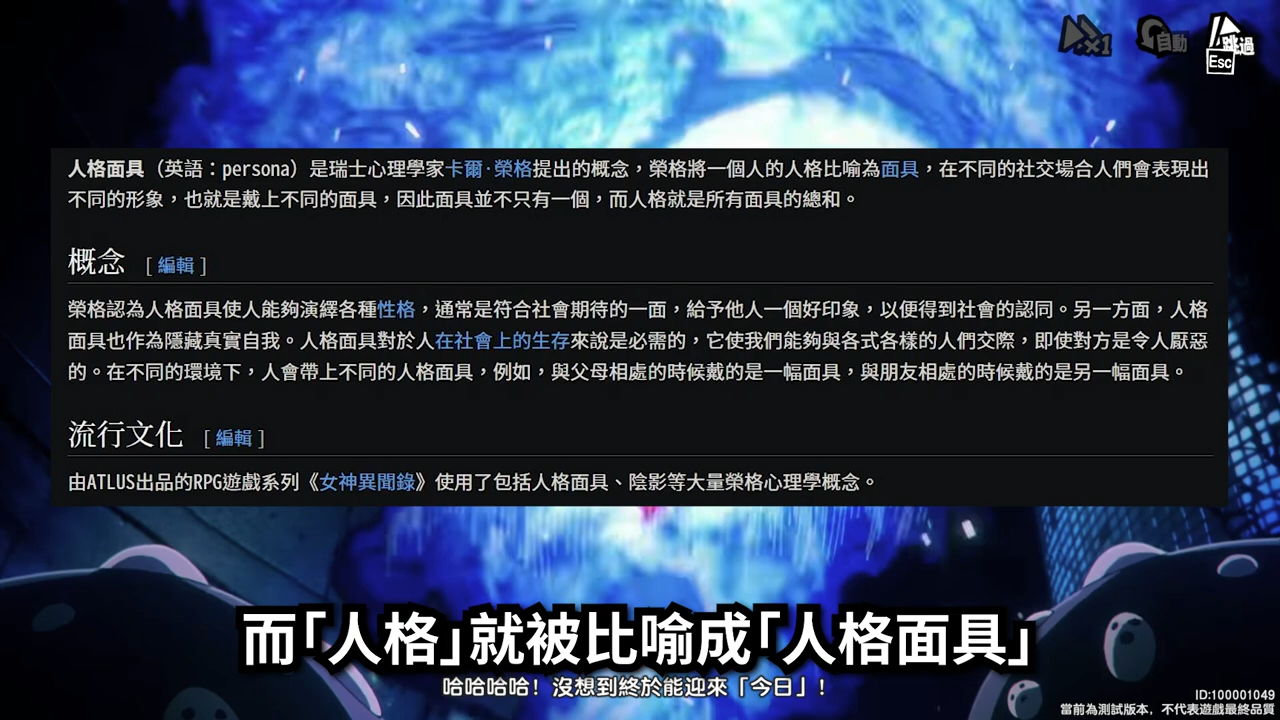 x1
自動
跳過
Esc
人格面具（英語：persona）是瑞士心理學家卡爾·榮格提出的概念，榮格將一個人的人格比喻為面具，在不同的社交場合人們會表現出
不同的形象，也就是戴上不同的面具，因此面具並不只有一個，而人格就是所有面具的總和。
概念 [編輯]
榮格認為人格面具使人能夠演繹各種性格，通常是符合社會期待的一面，給予他人一個好印象，以便得到社會的認同。另一方面，人格
面具也作為隱藏真實自我。人格面具對於人在社會上的生存來說是必需的，它使我們能夠與各式各樣的人們交際，即使對方是令人厭惡
的。在不同的環境下，人會帶上不同的人格面具，例如，與父母相處的時候戴的是一幅面具，與朋友相處的時候戴的是另一幅面具。
流行文化 [編輯]
由ATLUS出品的RPG遊戲系列《女神異聞錄》使用了包括人格面具、陰影等大量榮格心理學概念。
而「人格」就被比喻成「人格面具」
哈哈哈哈！沒想到終於能迎來「今日」！
ID:100001049
當前為測試版本，不代表遊戲最終品質